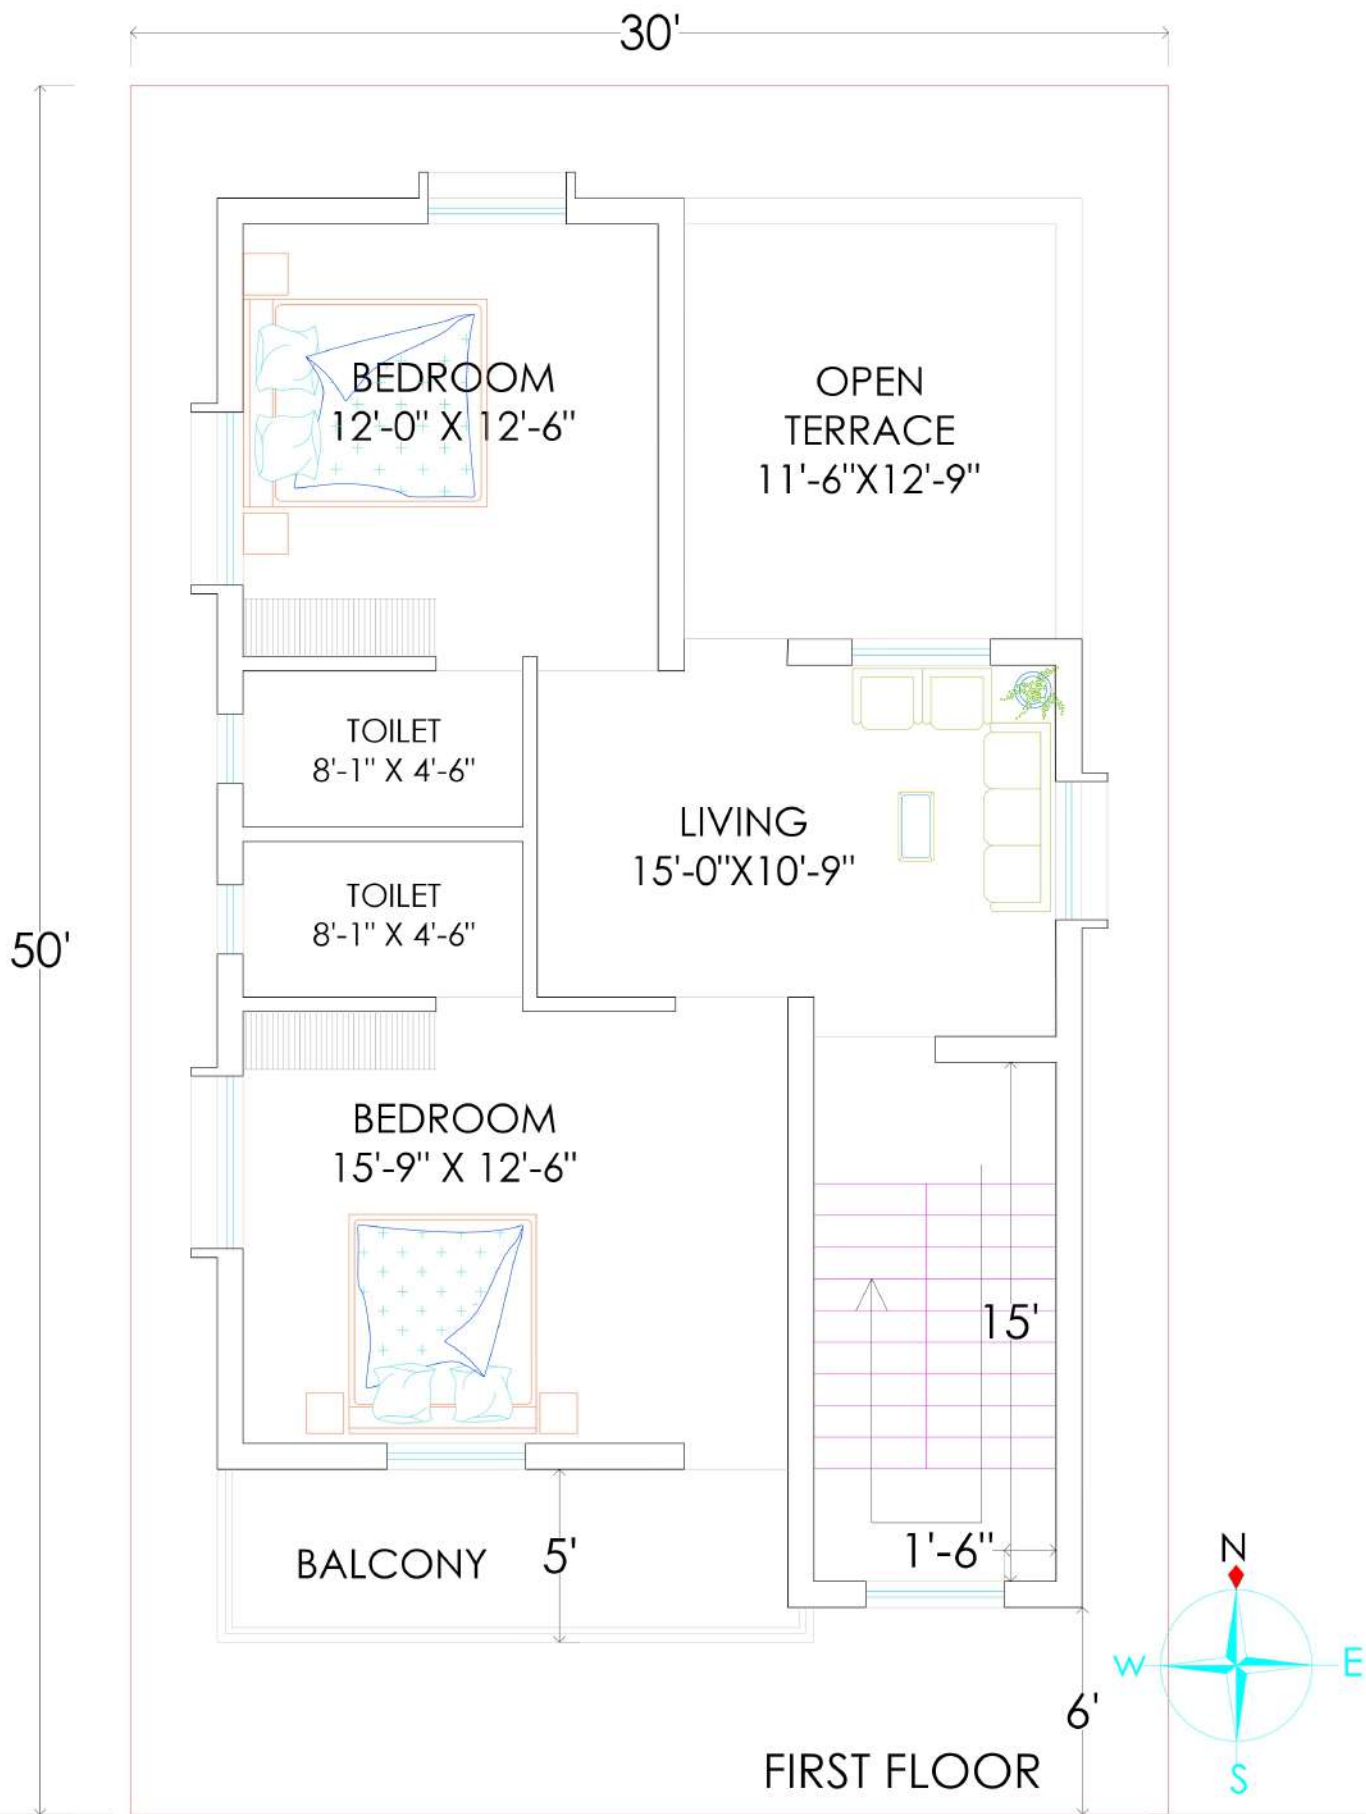 30'
BEDROOM
12'-0" X 12'-6"
OPEN
TERRACE
11'-6"X12'-9"
TOILET
8'-1" X 4'-6"
LIVING
15'-0"X10'-9"
TOILET
8'-1" X 4'-6"
50'
BEDROOM
15'-9" X 12'-6"
15'
BALCONY
5'
1'-6"
N
W
E
S
6'
FIRST FLOOR